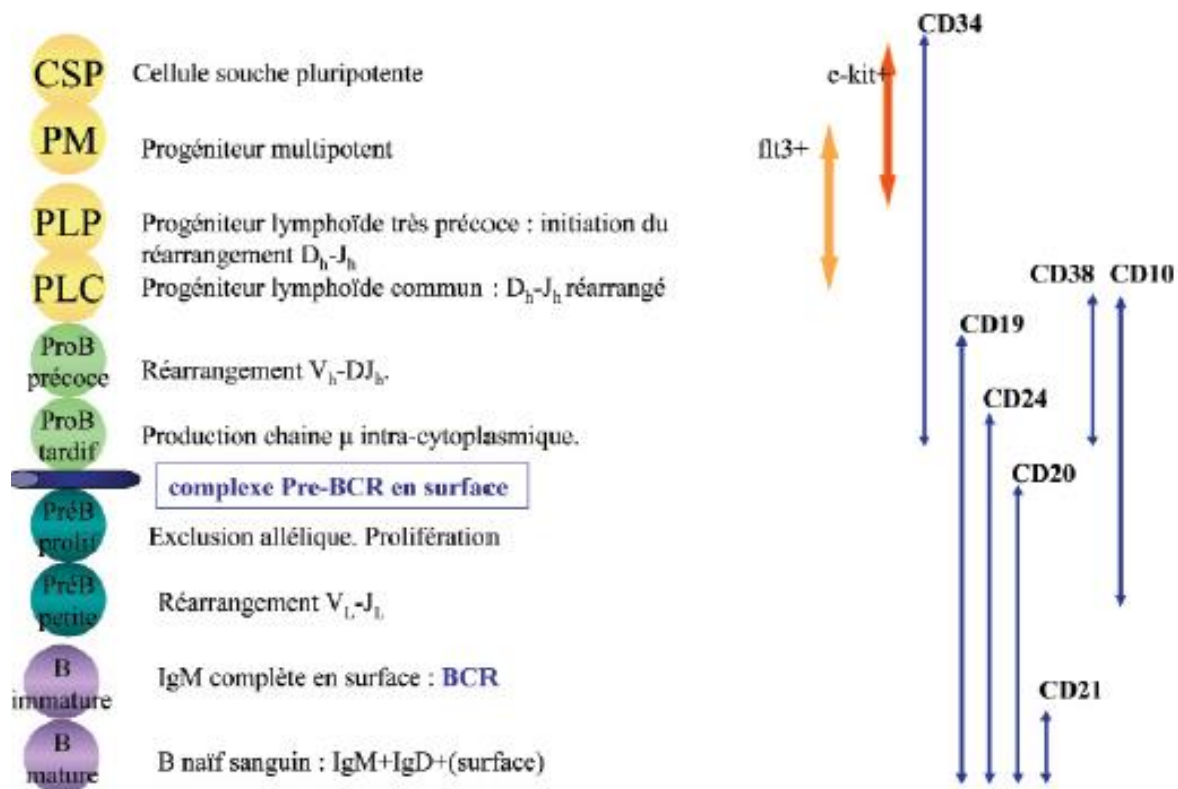 CD34
CSP Cellule souche pluripotente
c-kit+
PM Progéniteur multipotent
flt3+
PLP Progéniteur lymphoïde très précoce : initiation du
réarrangement Dh-Jh
PLC Progéniteur lymphoïde commun : Dh-Jh réarrangé
CD38 CD10
CD19
ProB
précoce
Réarrangement Vh-DJh.
CD24
ProB
tardif
Production chaine μ intra-cytoplasmique.
CD20
complexe Pre-BCR en surface
PréB
prolif
Exclusion allélique. Prolifération
PréB
petite
Réarrangement VL-JL
B
immature
IgM complète en surface : BCR
CD21
B
mature
B naïf sanguin : IgM+IgD+(surface)